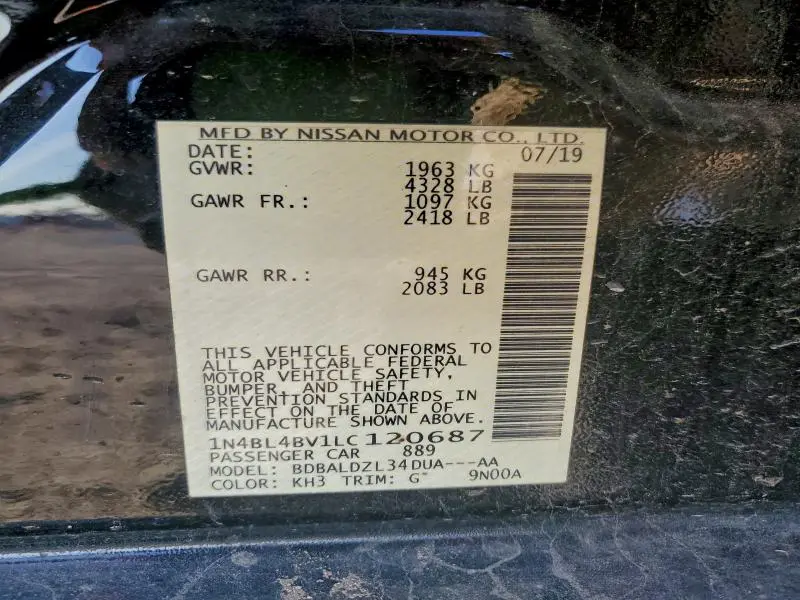 MFD BY NISSAN MOTOR CO., LTD.
DATE: 07/19
GVWR: 1963 KG
4328 LB
GAWR FR.: 1097 KG
2418 LB
GAWR RR.: 945 KG
2083 LB
THIS VEHICLE CONFORMS TO
ALL APPLICABLE FEDERAL
MOTOR VEHICLE SAFETY,
BUMPER, AND THEFT
PREVENTION STANDARDS IN
EFFECT ON THE DATE OF
MANUFACTURE SHOWN ABOVE.
1N4BL4BV1LC120687
PASSENGER CAR 889
MODEL: BDBALDZL34DUA---AA
COLOR: KH3 TRIM: G 9N00A